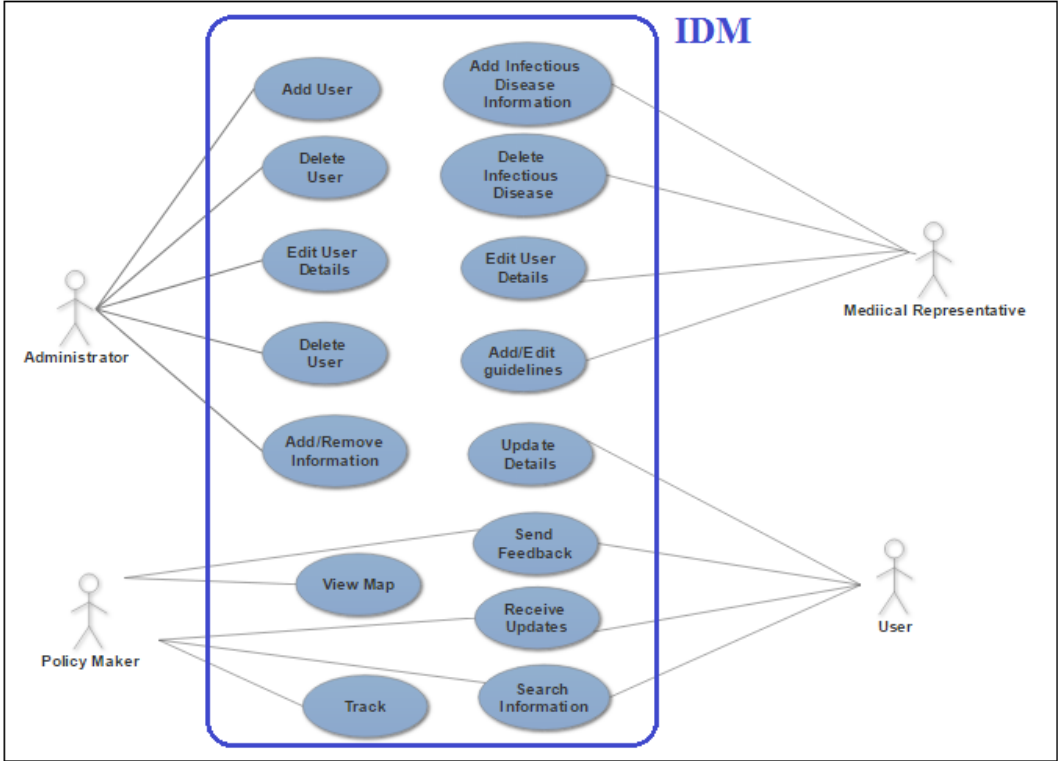 IDM
Add User
Add Infectious
Disease
Information
Delete
User
Delete
Infectious
Disease
Edit User
Details
Edit User
Details
Administrator
Mediical Representative
Delete
User
Add/Edit
guidelines
Add/Remove
Information
Update
Details
Send
Feedback
View Map
Receive
Updates
Policy Maker
User
Track
Search
Information